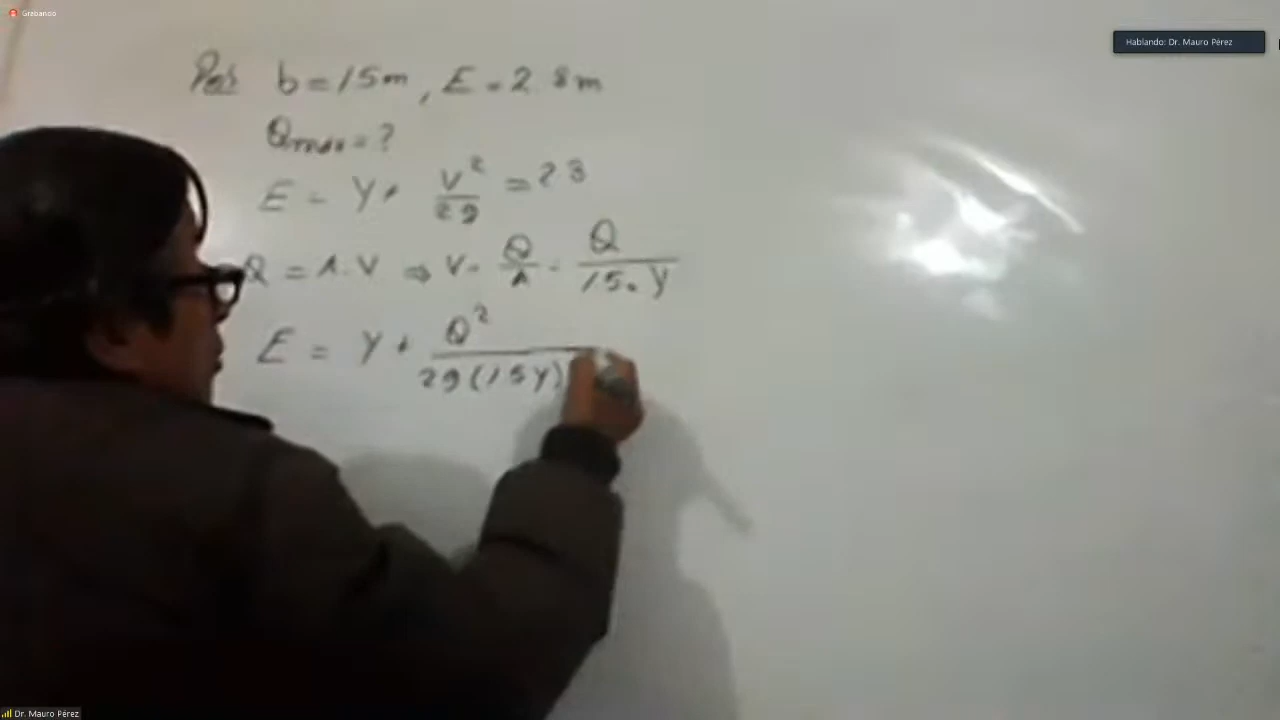 Grabando
Hablando: Dr. Mauro Pérez
b = 15m, E = 2.8m
Qmax = ?
E = Y + V²/2g = 2.8
Q = A.V ⇒ V = Q/A = Q/15.Y
E = Y + Q²/2g(15Y)
Dr. Mauro Pérez